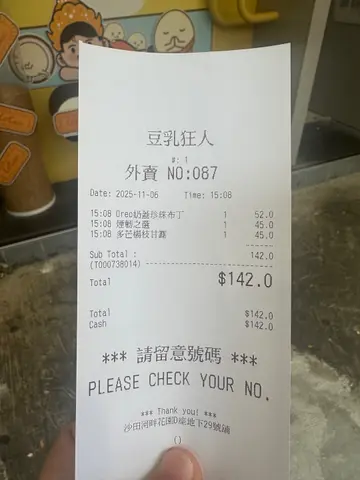 豆乳狂人
#: 1
外賣 NO:087
Date: 2025-11-06 Time: 15:08
15:08 Oreo奶蓋珍珠布丁 1 52.0
15:08 1 45.0
15:08 多芒楊枝甘露 1 45.0
Sub Total : 142.0
(T000738014)
Total $142.0
Total $142.0
Cash $142.0
*** 請留意號碼 ***
PLEASE CHECK YOUR NO.
*** Thank you! ***
沙田河畔花園D座地下29號舖
()